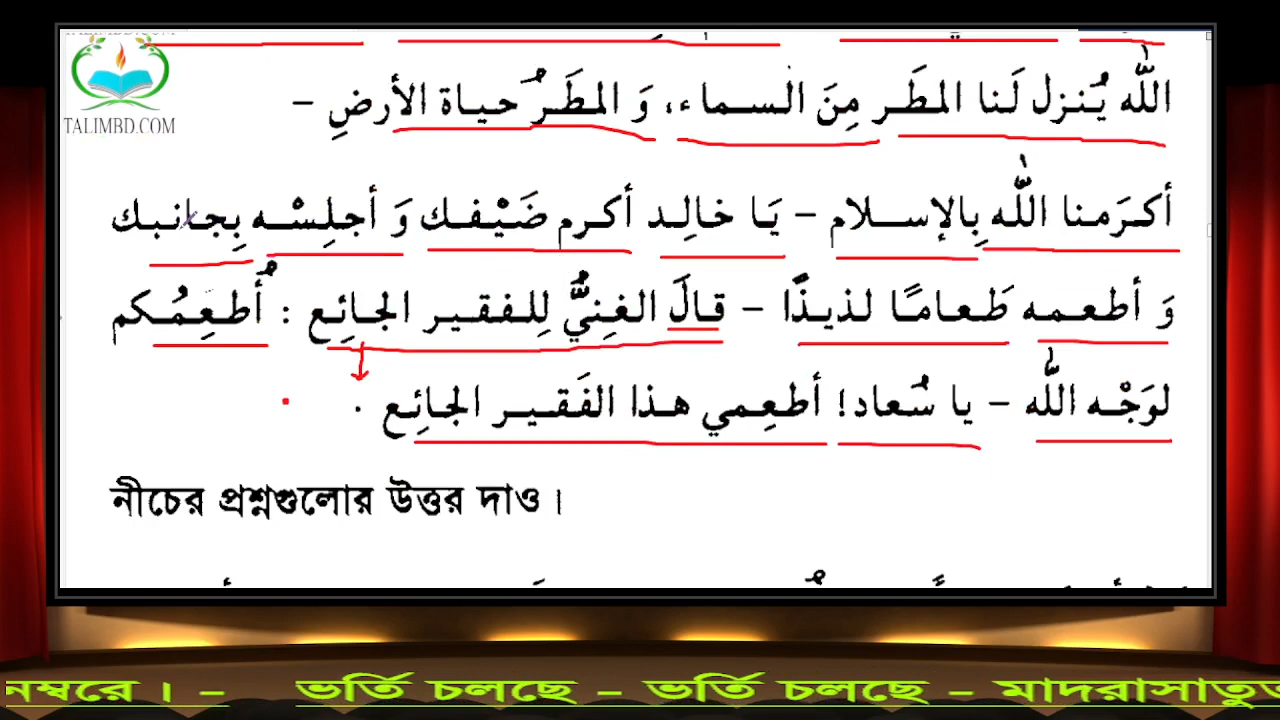 TALIMBD.COM
اللّٰه يُنزل لَنا المطَر مِنَ السماء، وَ المطَرُ حياة الأرضِ –
أكرَمنا اللّٰه بِالإسلام – يَا خالِد أكرم ضَيْفك وَ أجلِسْه بِجانبك
وَ أطعمه طَعامًا لذيذًا – قالَ الغنِيُّ لِلفقير الجائِع : أُطعِمُكم
لوَجْه اللّٰه – يا سُعاد! أطعِمي هذا الفَقير الجائِع .
নীচের প্রশ্নগুলোর উত্তর দাও।
নম্বরে। – ভর্তি চলছে – ভর্তি চলছে – মাদরাসাতু